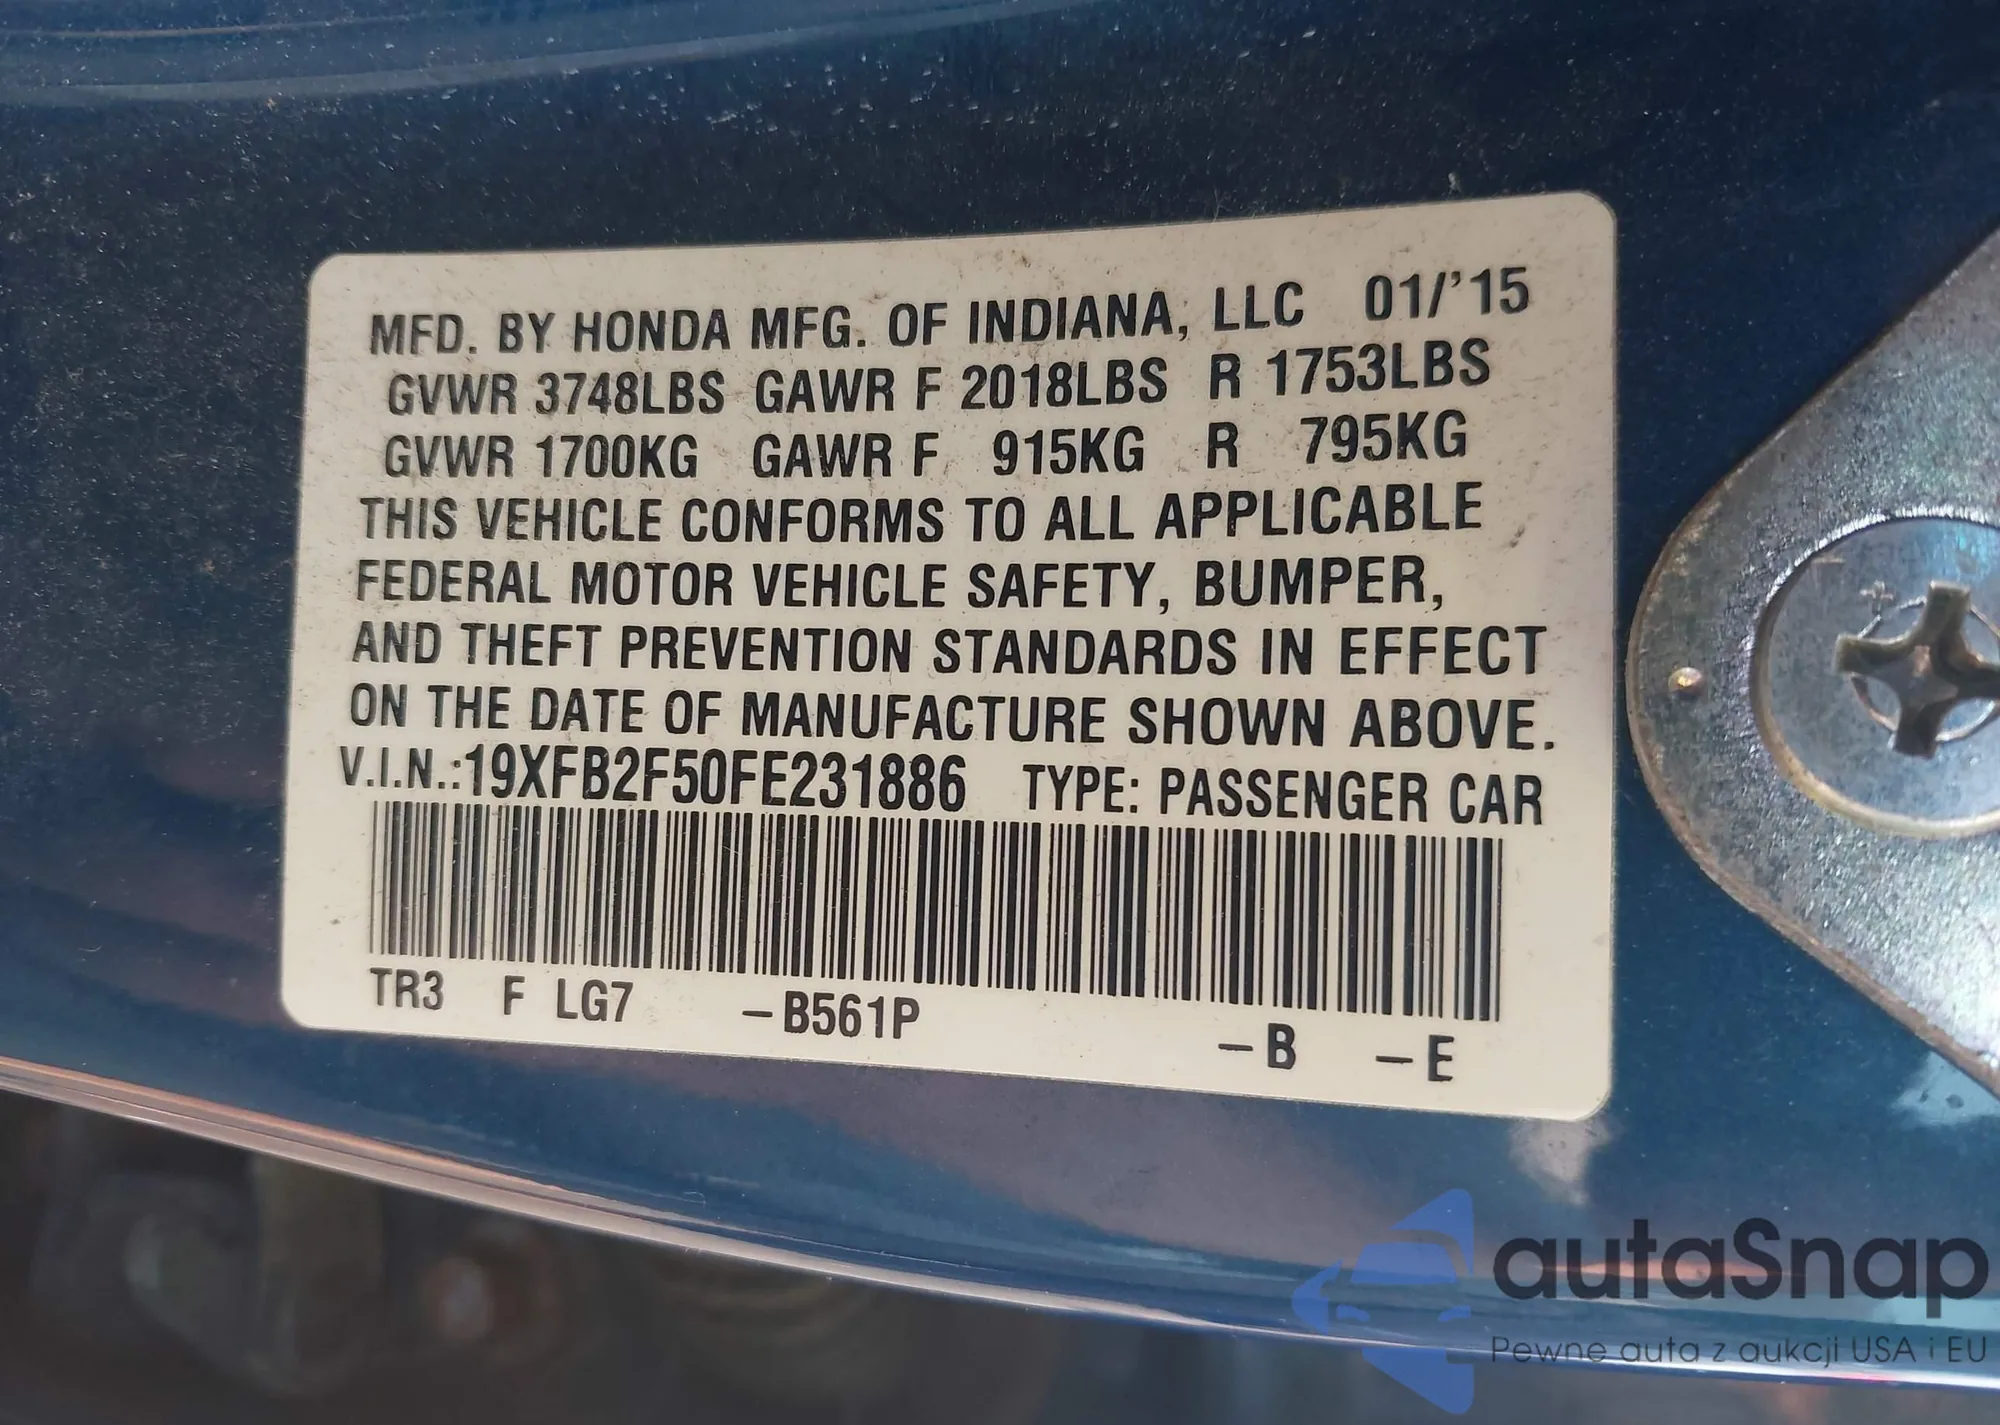 MFD. BY HONDA MFG. OF INDIANA, LLC 01/'15
GVWR 3748LBS GAWR F 2018LBS R 1753LBS
GVWR 1700KG GAWR F 915KG R 795KG
THIS VEHICLE CONFORMS TO ALL APPLICABLE
FEDERAL MOTOR VEHICLE SAFETY, BUMPER,
AND THEFT PREVENTION STANDARDS IN EFFECT
ON THE DATE OF MANUFACTURE SHOWN ABOVE.
V.I.N.:19XFB2F50FE231886 TYPE: PASSENGER CAR
TR3 F LG7 –B561P –B –E
autaSnap
Pewne auta z aukcji USA i EU